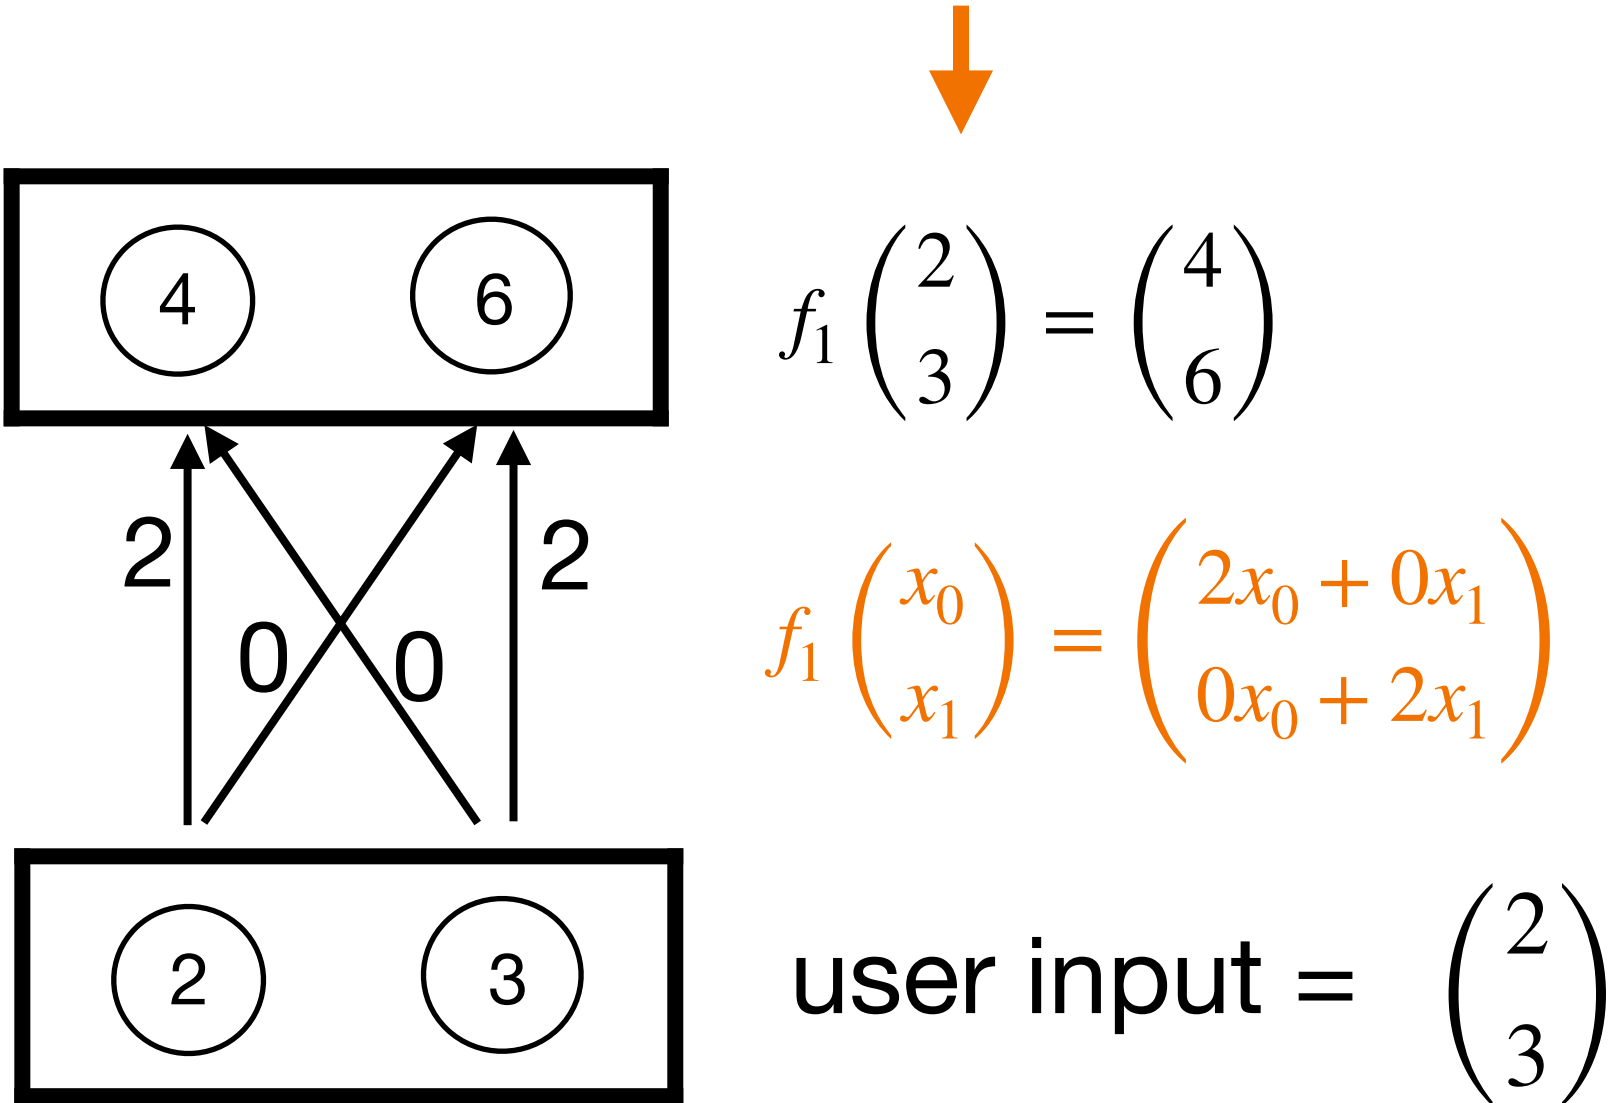 4 6
f₁ (2 3) = (4 6)
2 2
0 0
f₁ (x₀ x₁) = (2x₀ + 0x₁ 0x₀ + 2x₁)
2 3
user input = (2 3)